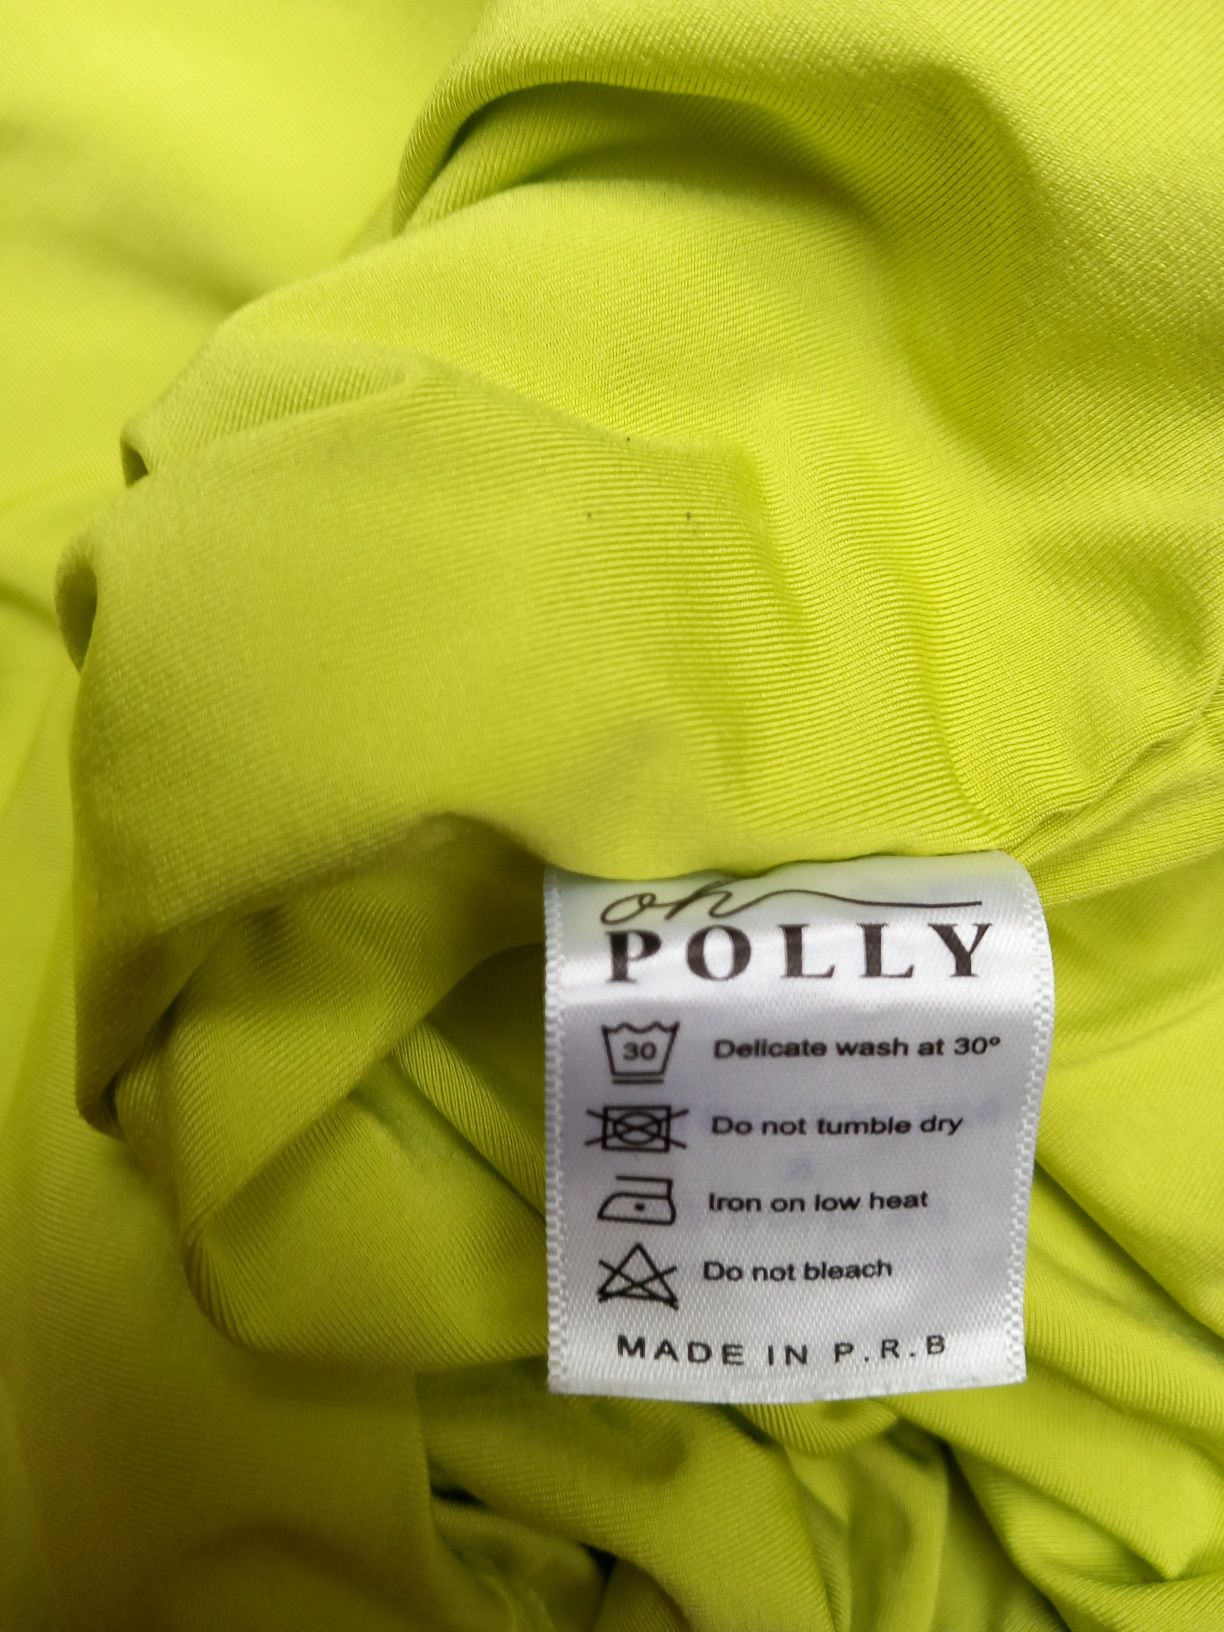 oh
POLLY
30 Delicate wash at 30°
Do not tumble dry
Iron on low heat
Do not bleach
MADE IN P.R.B